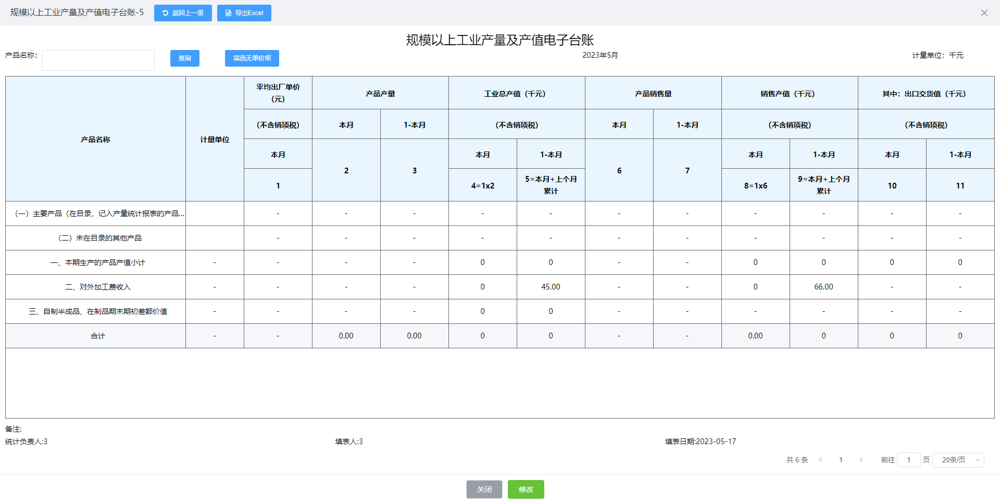 规模以上工业产量及产值电子台账-5 返回上一级 导出Excel
规模以上工业产量及产值电子台账
产品名称: 查询 筛选无单价项 2023年5月 计量单位：千元
产品名称 计量单位 平均出厂单价（元） 产品产量 工业总产值（千元） 产品销售量 销售产值（千元） 其中：出口交货值（千元）
（不含销项税） 本月 1-本月 （不含销项税） 本月 1-本月 （不含销项税） （不含销项税）
本月 2 3 本月 1-本月 6 7 本月 1-本月 本月 1-本月
1 4=1x2 5=本月+上个月累计 8=1x6 9=本月+上个月累计 10 11
（一）主要产品（在目录，记入产量统计报表的产品... - - - - - - - - - - -
（二）未在目录的其他产品 - - - - - - - - - - -
一、本期生产的产品产值小计 - - - - 0 0 - - 0 0 0 0
二、对外加工费收入 - - - - 0 45.00 - - 0 66.00 - -
三、自制半成品、在制品期末期初差额价值 - - - - 0 0 - - - - - -
合计 - - 0.00 0.00 0 0 - - 0.00 0 0 0
备注:
统计负责人:3 填表人:3 填表日期:2023-05-17
共 6 条 1 前往 1 页 20条/页
关闭 修改